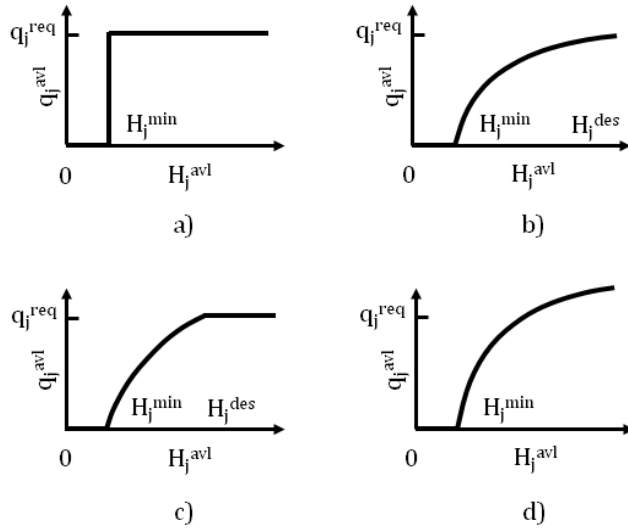 q_j^req
q_j^avl
H_j^min
0
H_j^avl
a)
q_j^req
q_j^avl
H_j^min H_j^des
0
H_j^avl
b)
q_j^req
q_j^avl
H_j^min H_j^des
0
H_j^avl
c)
q_j^req
q_j^avl
H_j^min
0
H_j^avl
d)